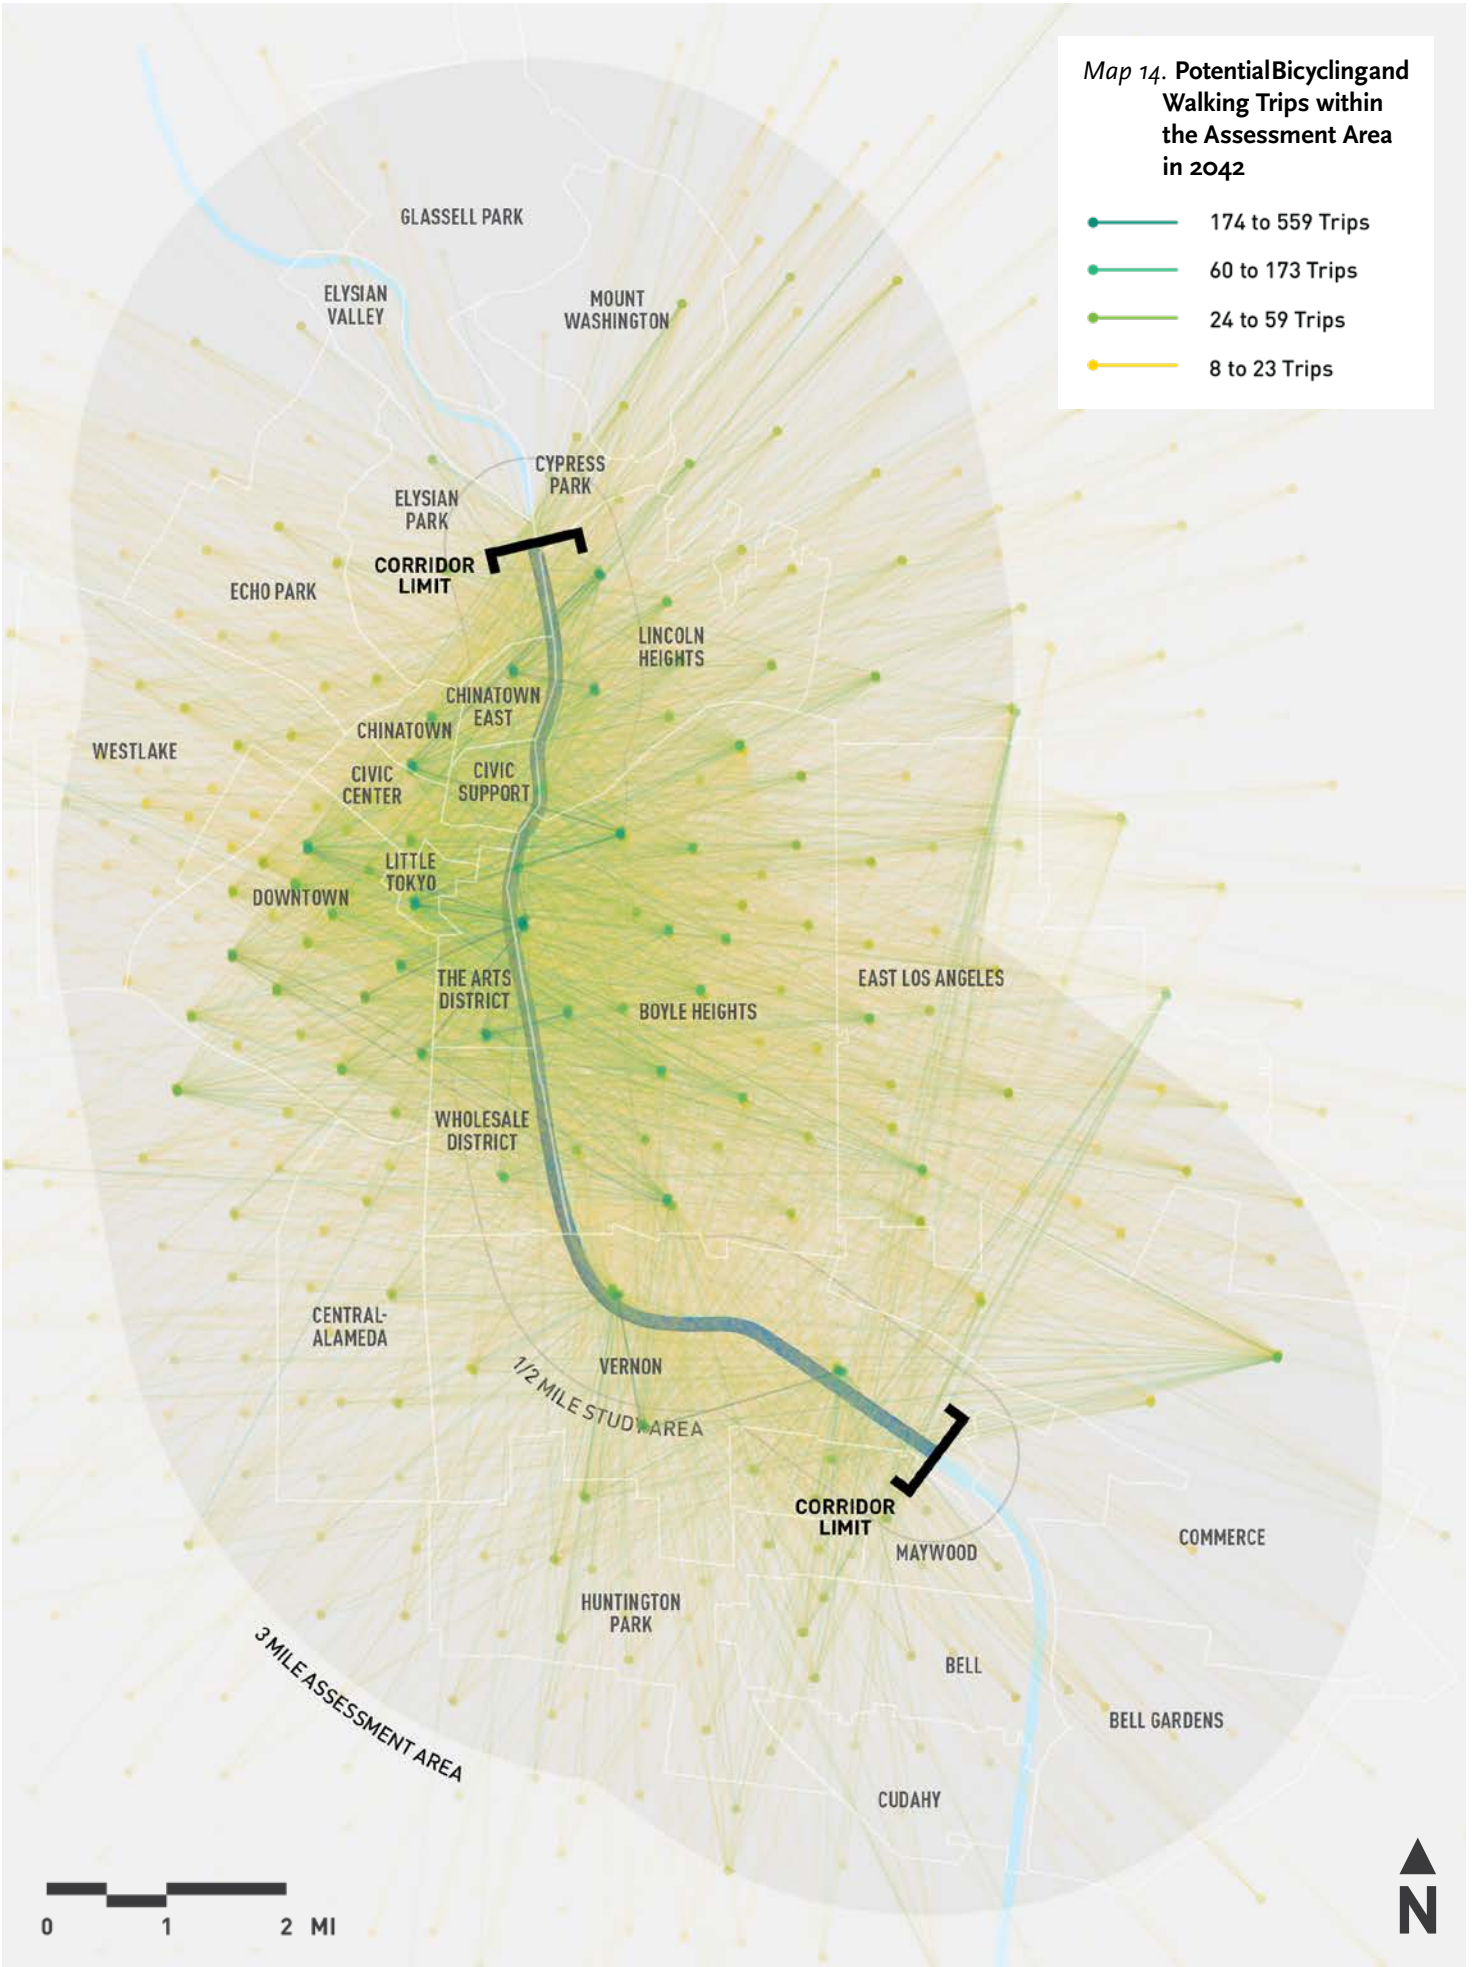 Map 14. Potential Bicycling and
Walking Trips within
the Assessment Area
in 2042
174 to 559 Trips
60 to 173 Trips
24 to 59 Trips
8 to 23 Trips
GLASSELL PARK
ELYSIAN
VALLEY
MOUNT
WASHINGTON
CYPRESS
PARK
ELYSIAN
PARK
CORRIDOR
LIMIT
ECHO PARK
LINCOLN
HEIGHTS
CHINATOWN
EAST
CHINATOWN
WESTLAKE
CIVIC
CENTER
CIVIC
SUPPORT
LITTLE
TOKYO
DOWNTOWN
THE ARTS
DISTRICT
BOYLE HEIGHTS
EAST LOS ANGELES
WHOLESALE
DISTRICT
CENTRAL-
ALAMEDA
VERNON
1/2 MILE STUDY AREA
CORRIDOR
LIMIT
MAYWOOD
COMMERCE
HUNTINGTON
PARK
3 MILE ASSESSMENT AREA
BELL
BELL GARDENS
CUDAHY
0 1 2 MI
N